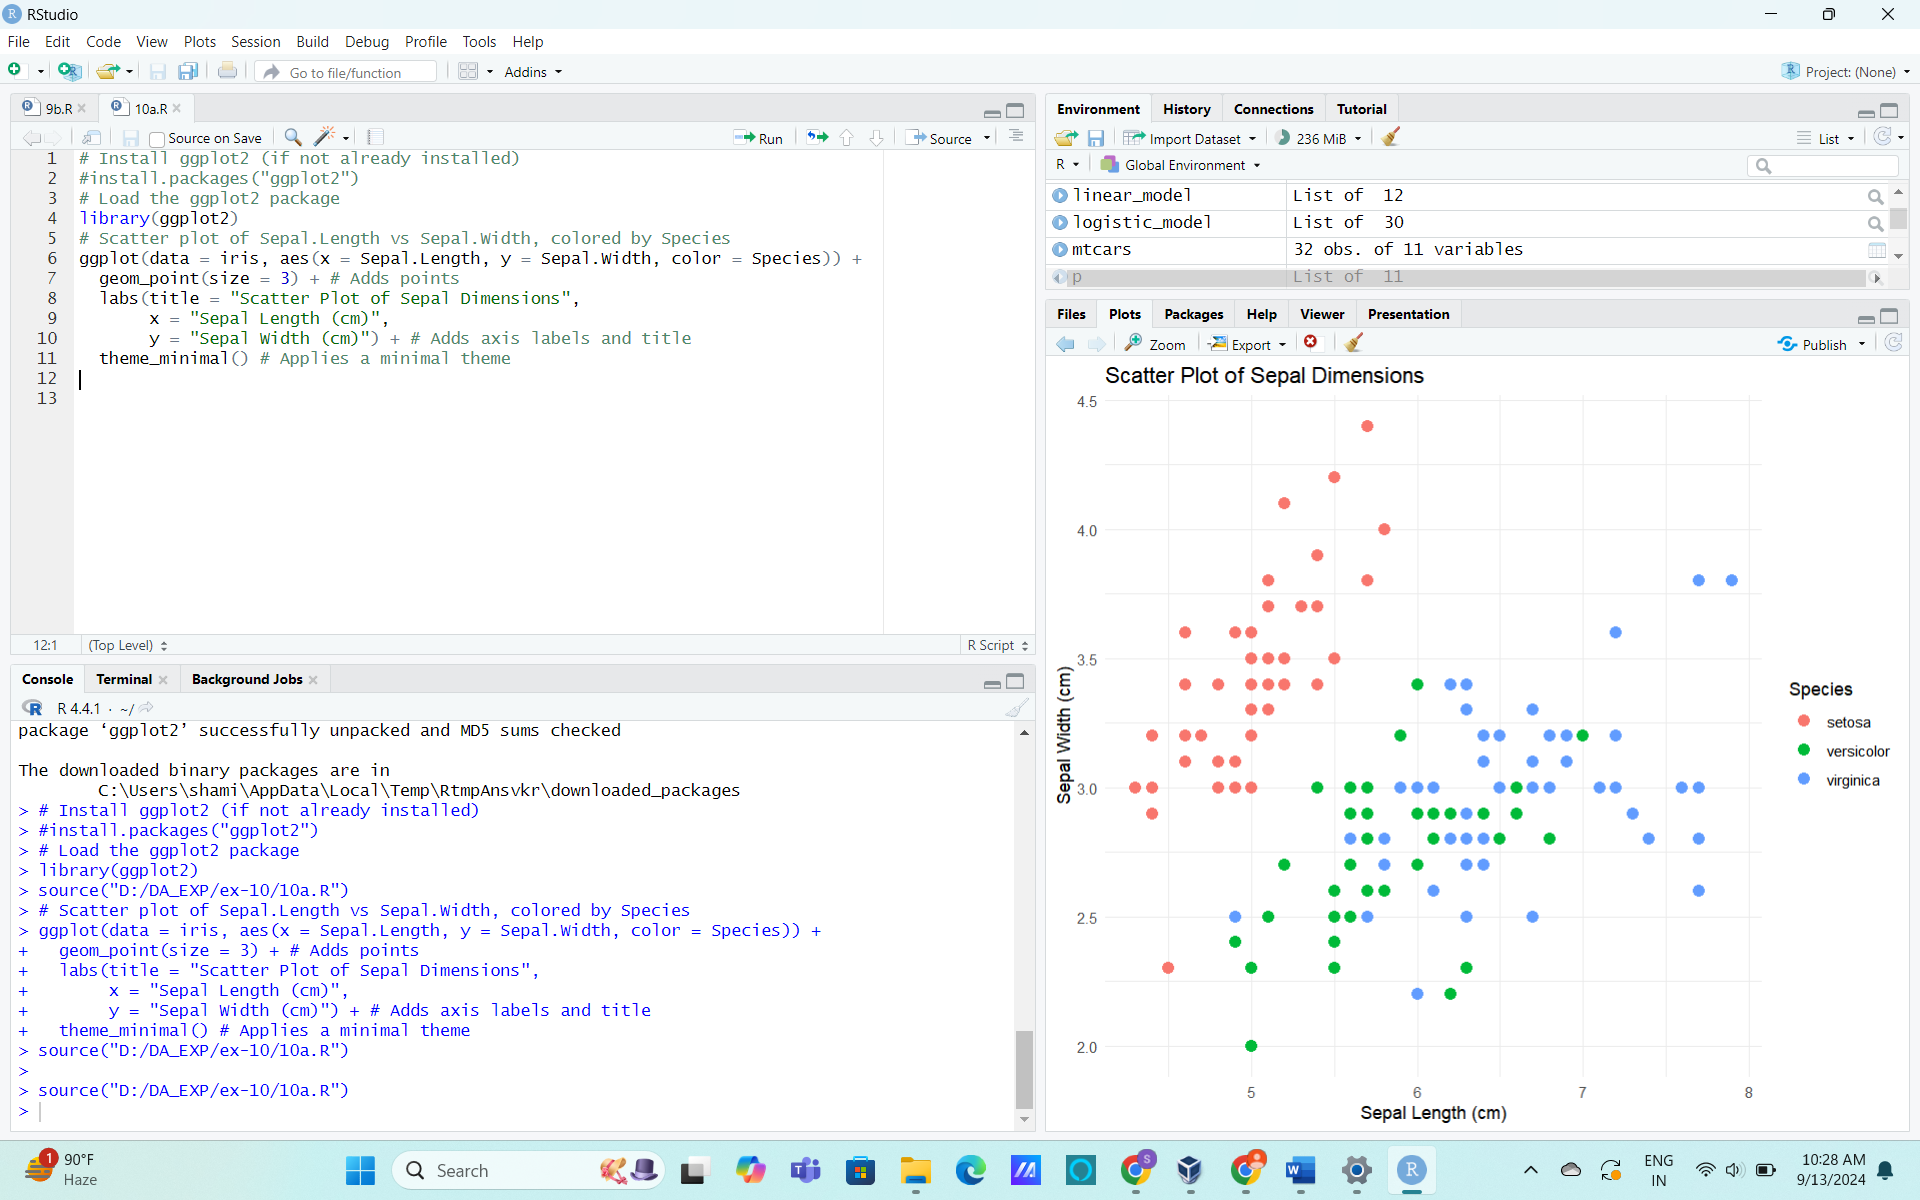 RStudio
File Edit Code View Plots Session Build Debug Profile Tools Help
Go to file/function Addins Project: (None)
9b.R 10a.R
Source on Save Run Source
1 # Install ggplot2 (if not already installed)
2 #install.packages("ggplot2")
3 # Load the ggplot2 package
4 library(ggplot2)
5 # Scatter plot of Sepal.Length vs Sepal.Width, colored by Species
6 ggplot(data = iris, aes(x = Sepal.Length, y = Sepal.Width, color = Species)) +
7 geom_point(size = 3) + # Adds points
8 labs(title = "Scatter Plot of Sepal Dimensions",
9 x = "Sepal Length (cm)",
10 y = "Sepal Width (cm)") + # Adds axis labels and title
11 theme_minimal() # Applies a minimal theme
12
13
12:1 (Top Level) R Script
Console Terminal Background Jobs
R 4.4.1 · ~/
package ‘ggplot2’ successfully unpacked and MD5 sums checked
The downloaded binary packages are in
C:\Users\shami\AppData\Local\Temp\RtmpAnsvkr\downloaded_packages
> # Install ggplot2 (if not already installed)
> #install.packages("ggplot2")
> # Load the ggplot2 package
> library(ggplot2)
> source("D:/DA_EXP/ex-10/10a.R")
> # Scatter plot of Sepal.Length vs Sepal.Width, colored by Species
> ggplot(data = iris, aes(x = Sepal.Length, y = Sepal.Width, color = Species)) +
+ geom_point(size = 3) + # Adds points
+ labs(title = "Scatter Plot of Sepal Dimensions",
+ x = "Sepal Length (cm)",
+ y = "Sepal Width (cm)") + # Adds axis labels and title
+ theme_minimal() # Applies a minimal theme
> source("D:/DA_EXP/ex-10/10a.R")
>
> source("D:/DA_EXP/ex-10/10a.R")
>
Environment History Connections Tutorial
Import Dataset 236 MiB List
R Global Environment
linear_model List of 12
logistic_model List of 30
mtcars 32 obs. of 11 variables
p List of 11
Files Plots Packages Help Viewer Presentation
Zoom Export Publish
Scatter Plot of Sepal Dimensions
4.5
4.0
3.5
3.0
2.5
2.0
Sepal Width (cm)
5 6 7 8
Sepal Length (cm)
Species
setosa
versicolor
virginica
1 90°F
Haze
Search
S
R
ENG
IN
10:28 AM
9/13/2024